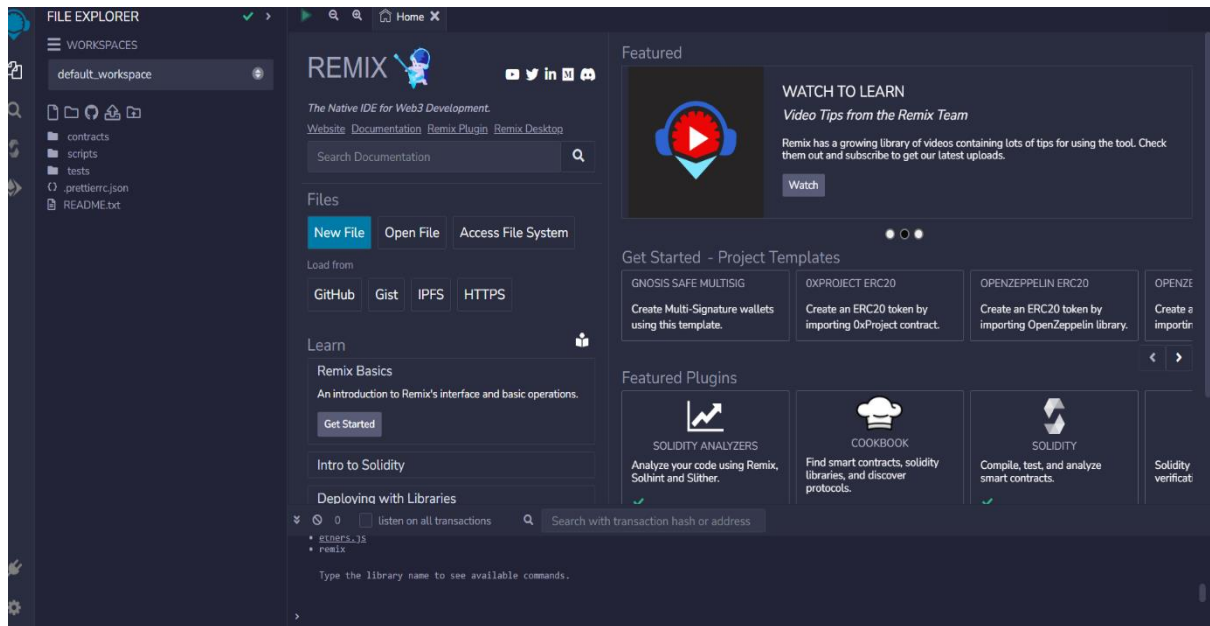 FILE EXPLORER
WORKSPACES
default_workspace
contracts
scripts
tests
.prettierrc.json
README.txt
Home
REMIX
The Native IDE for Web3 Development.
Website Documentation Remix Plugin Remix Desktop
Search Documentation
Files
New File Open File Access File System
Load from
GitHub Gist IPFS HTTPS
Learn
Remix Basics
An introduction to Remix's interface and basic operations.
Get Started
Intro to Solidity
Deploying with Libraries
Featured
WATCH TO LEARN
Video Tips from the Remix Team
Remix has a growing library of videos containing lots of tips for using the tool. Check
them out and subscribe to get our latest uploads.
Watch
Get Started - Project Templates
GNOSIS SAFE MULTISIG
Create Multi-Signature wallets
using this template.
0XPROJECT ERC20
Create an ERC20 token by
importing 0xProject contract.
OPENZEPPELIN ERC20
Create an ERC20 token by
importing OpenZeppelin library.
OPENZE
Create a
importin
Featured Plugins
SOLIDITY ANALYZERS
Analyze your code using Remix,
Solhint and Slither.
COOKBOOK
Find smart contracts, solidity
libraries, and discover
protocols.
SOLIDITY
Compile, test, and analyze
smart contracts.
Solidity
verificati
0 listen on all transactions Search with transaction hash or address
• ethers.js
• remix
Type the library name to see available commands.
>